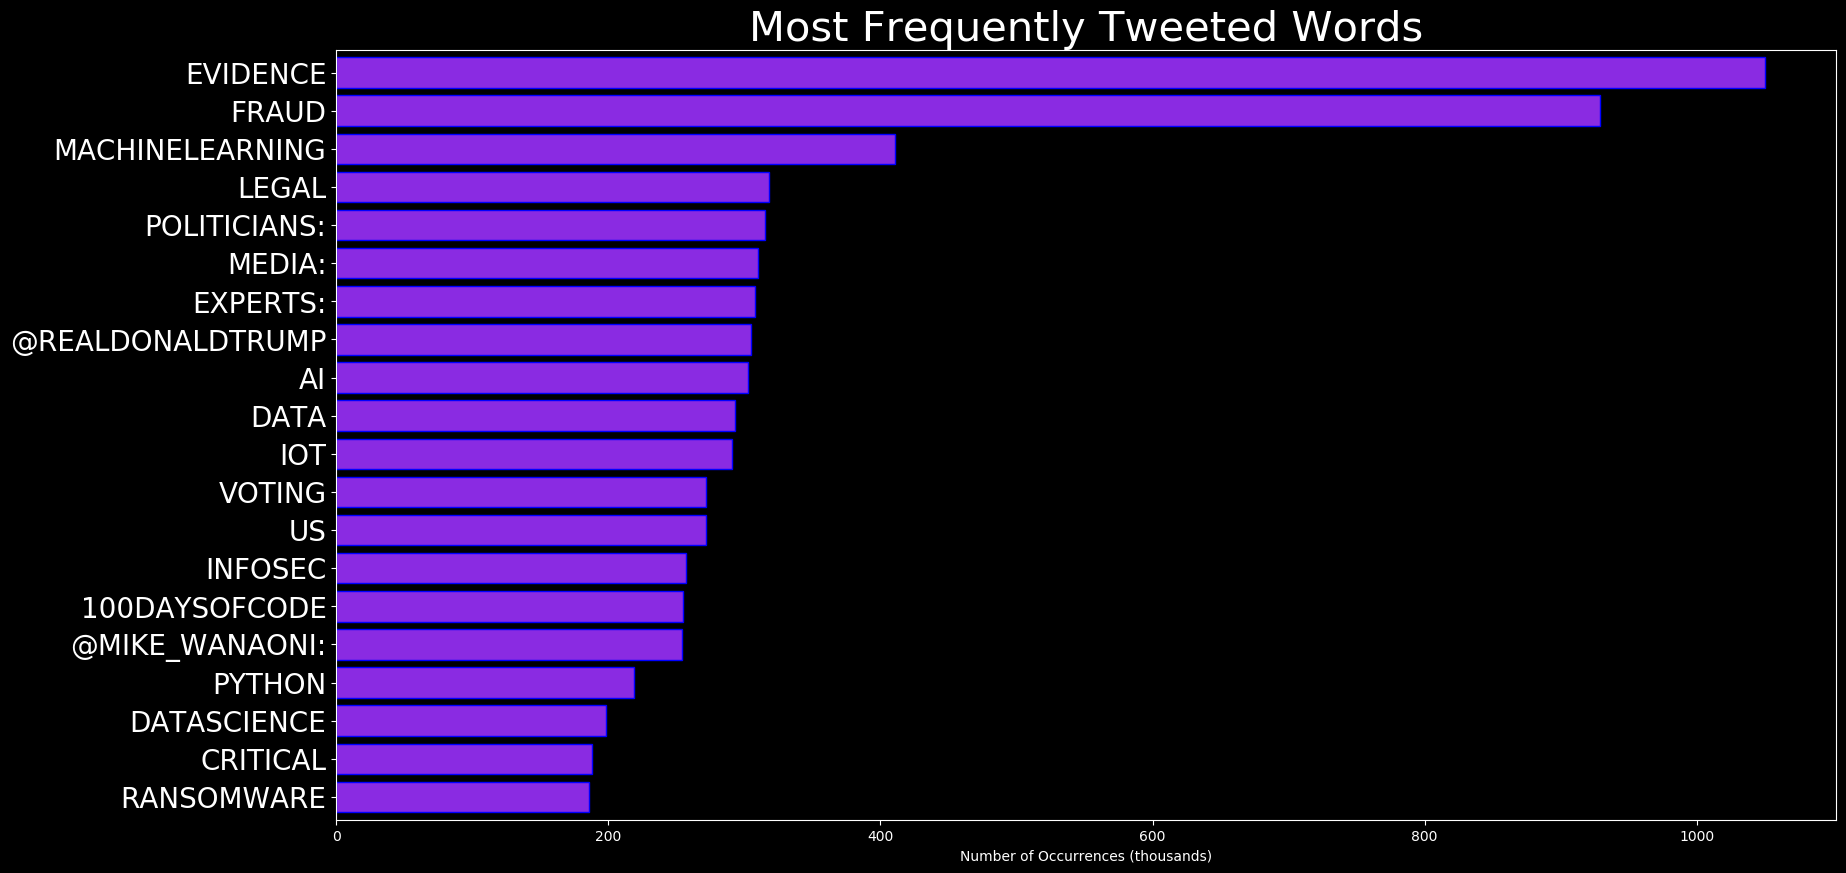 Most Frequently Tweeted Words
EVIDENCE
FRAUD
MACHINELEARNING
LEGAL
POLITICIANS:
MEDIA:
EXPERTS:
@REALDONALDTRUMP
AI
DATA
IOT
VOTING
US
INFOSEC
100DAYSOFCODE
@MIKE_WANAONI:
PYTHON
DATASCIENCE
CRITICAL
RANSOMWARE
0 200 400 600 800 1000
Number of Occurrences (thousands)